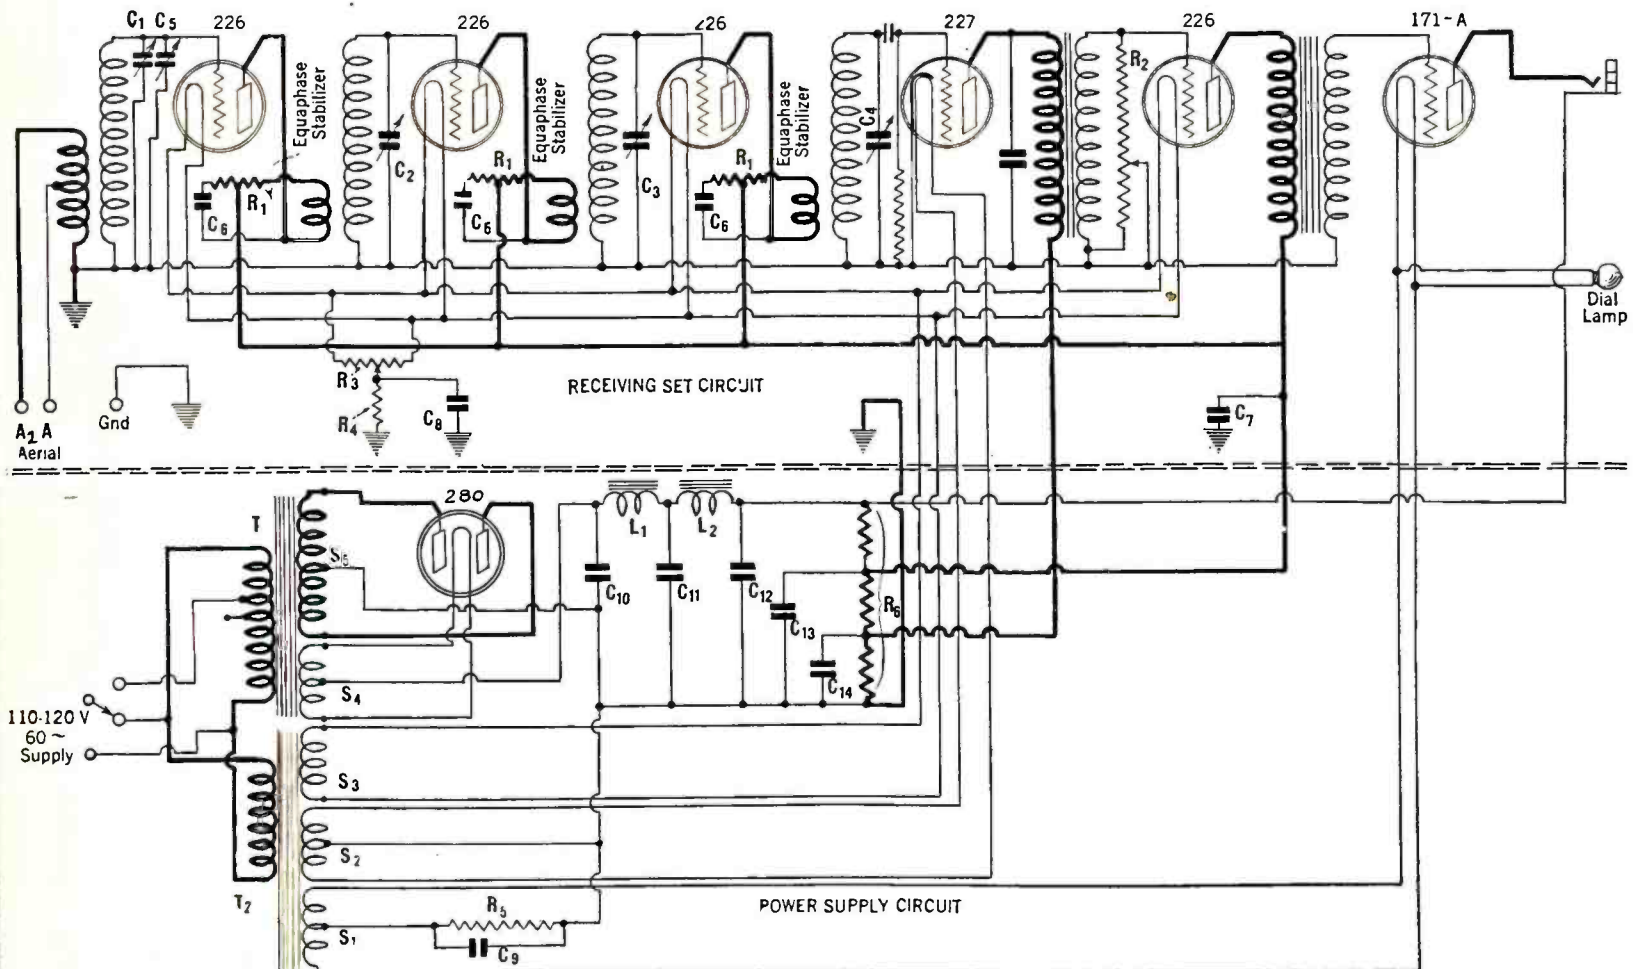 C1 C5
226
226
226
227
226
171-A
Equaphase
Stabilizer
Equaphase
Stabilizer
Equaphase
Stabilizer
C4
R2
C2
C3
R1
R1
R1
C6
C6
C6
Dial
Lamp
R3
R4
C8
RECEIVING SET CIRCUIT
C7
Gnd
A2 A
Aerial
T
280
S5
L1
L2
C10
C11
C12
C13
R6
C14
S4
110-120 V
60 ~
Supply
S3
S2
T2
POWER SUPPLY CIRCUIT
R5
S1
C9